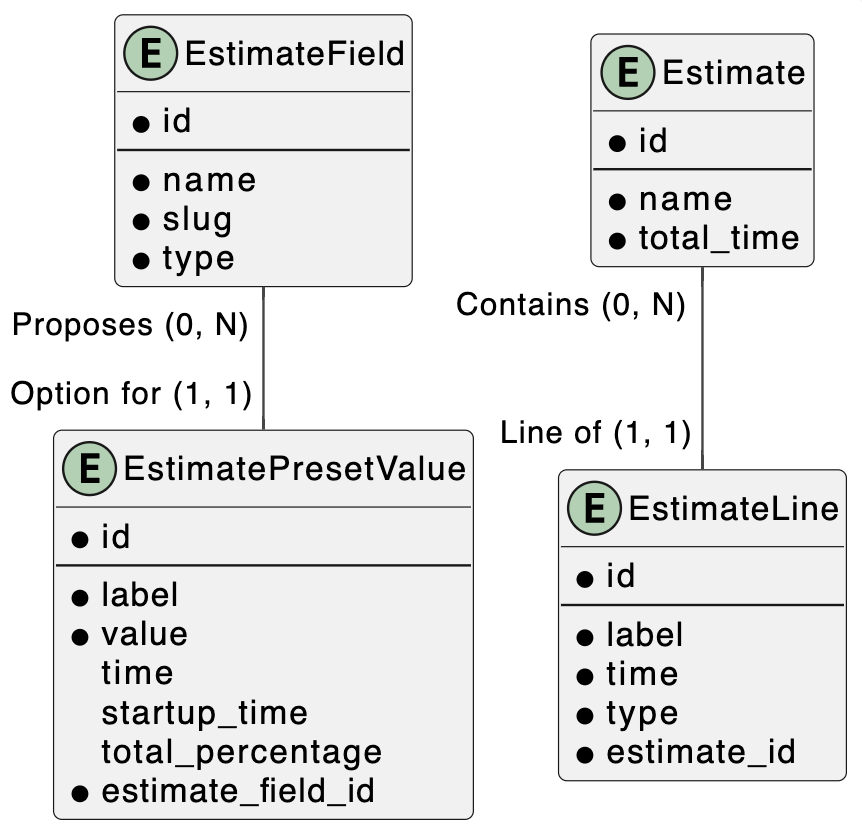 E EstimateField
● id
● name
● slug
● type
Proposes (0, N)
Option for (1, 1)
E EstimatePresetValue
● id
● label
● value
time
startup_time
total_percentage
● estimate_field_id
E Estimate
● id
● name
● total_time
Contains (0, N)
Line of (1, 1)
E EstimateLine
● id
● label
● time
● type
● estimate_id